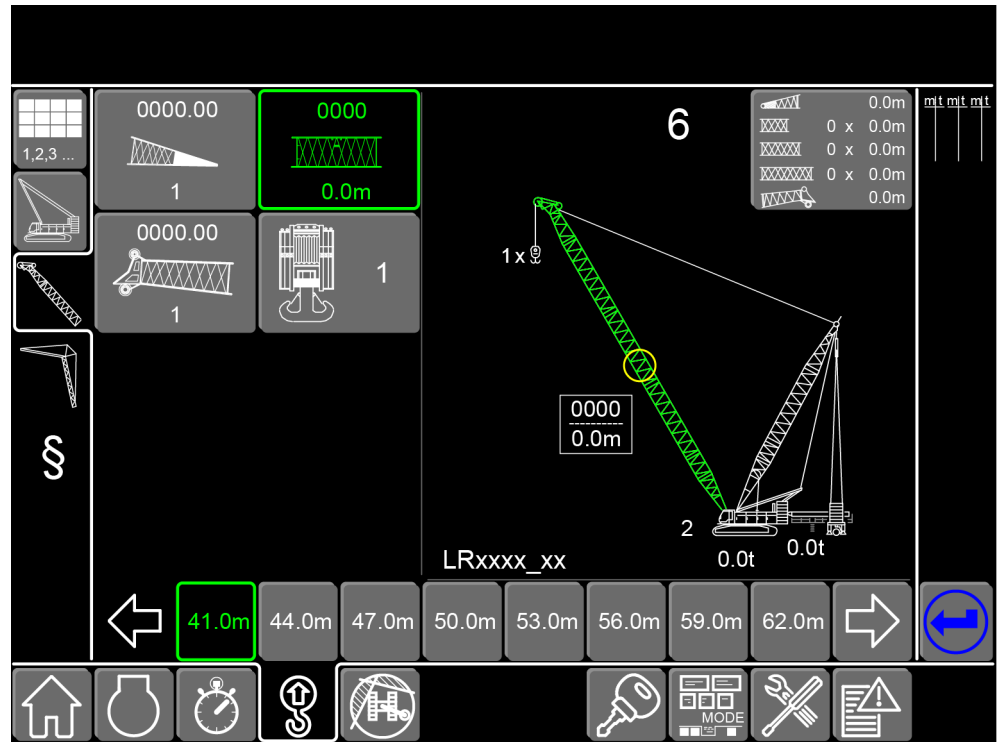 1,2,3 ...
0000.00
1
0000
0.0m
0000.00
1
1
6
0.0m
0 x 0.0m
0 x 0.0m
0 x 0.0m
0.0m
m|t m|t m|t
1 x
0000
0.0m
2
0.0t
0.0t
LRxxxx_xx
§
41.0m 44.0m 47.0m 50.0m 53.0m 56.0m 59.0m 62.0m
MODE